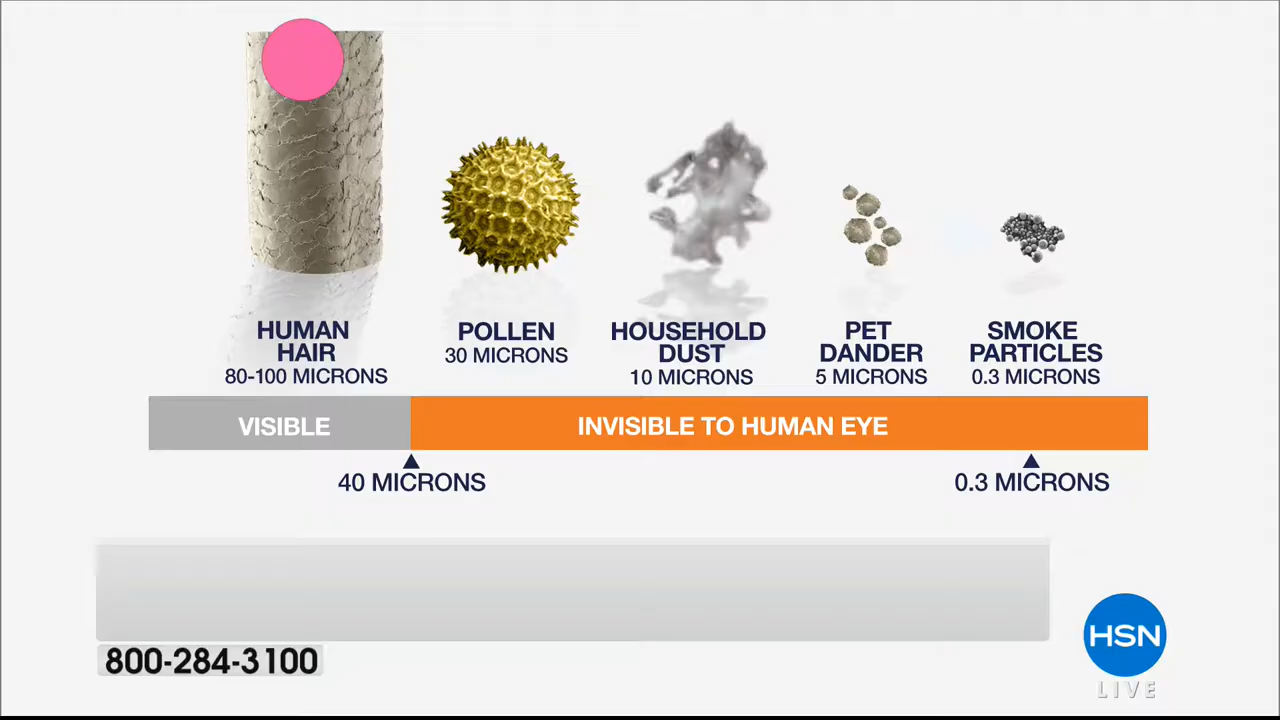 HUMAN
HAIR
80-100 MICRONS
POLLEN
30 MICRONS
HOUSEHOLD
DUST
10 MICRONS
PET
DANDER
5 MICRONS
SMOKE
PARTICLES
0.3 MICRONS
VISIBLE
INVISIBLE TO HUMAN EYE
40 MICRONS
0.3 MICRONS
800-284-3100
HSN
LIVE